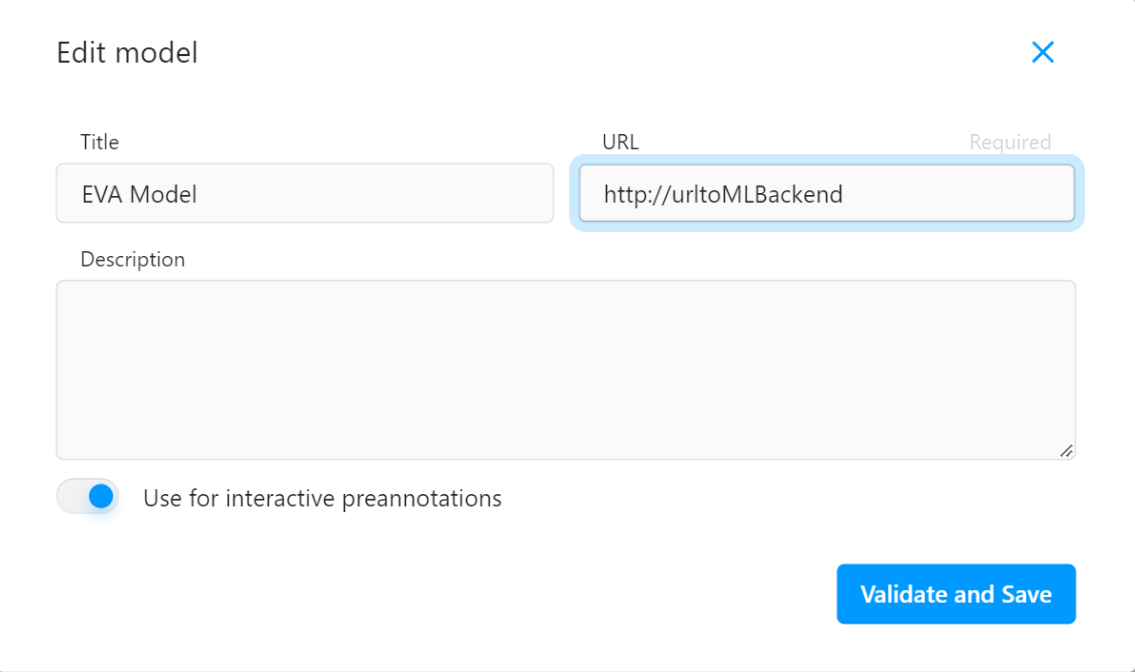 Edit model
Title
URL
Required
EVA Model
http://urltoMLBackend
Description
Use for interactive preannotations
Validate and Save